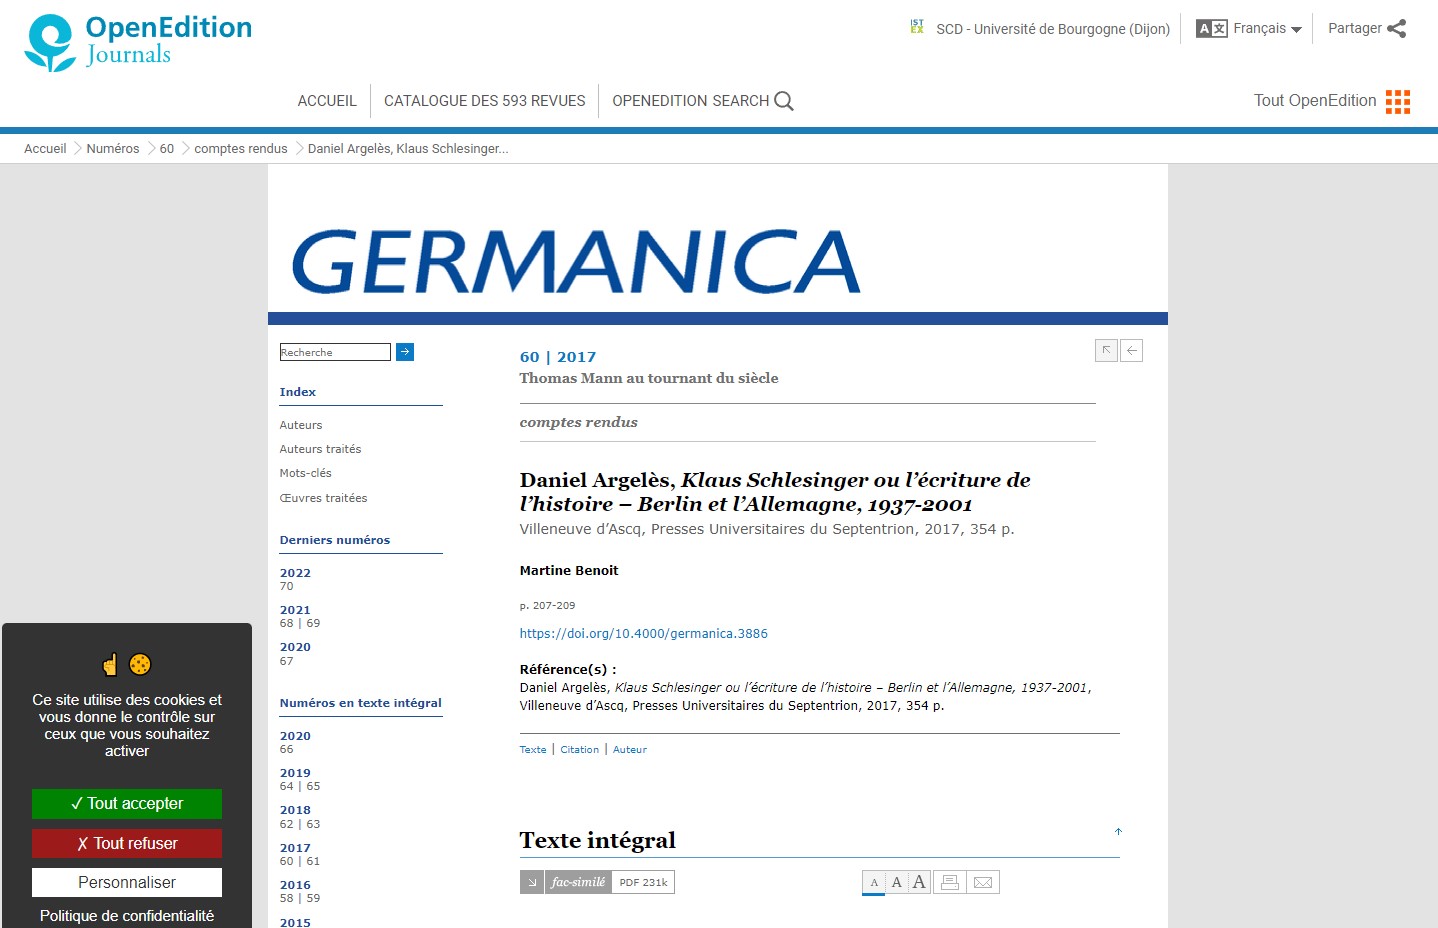 OpenEdition
Journals
IST
EX
SCD - Université de Bourgogne (Dijon)
A 文 Français
Partager
ACCUEIL
CATALOGUE DES 593 REVUES
OPENEDITION SEARCH
Tout OpenEdition
Accueil
Numéros
60
comptes rendus
Daniel Argelès, Klaus Schlesinger...
GERMANICA
Recherche
Index
Auteurs
Auteurs traités
Mots-clés
Œuvres traitées
Derniers numéros
2022
70
2021
68 | 69
2020
67
Numéros en texte intégral
2020
66
2019
64 | 65
2018
62 | 63
2017
60 | 61
2016
58 | 59
2015
60 | 2017
Thomas Mann au tournant du siècle
comptes rendus
Daniel Argelès, Klaus Schlesinger ou l’écriture de
l’histoire – Berlin et l’Allemagne, 1937-2001
Villeneuve d’Ascq, Presses Universitaires du Septentrion, 2017, 354 p.
Martine Benoit
p. 207-209
https://doi.org/10.4000/germanica.3886
Référence(s) :
Daniel Argelès, Klaus Schlesinger ou l’écriture de l’histoire – Berlin et l’Allemagne, 1937-2001,
Villeneuve d’Ascq, Presses Universitaires du Septentrion, 2017, 354 p.
Texte | Citation | Auteur
Texte intégral
fac-similé PDF 231k
A A A
Ce site utilise des cookies et
vous donne le contrôle sur
ceux que vous souhaitez
activer
✓ Tout accepter
✗ Tout refuser
Personnaliser
Politique de confidentialité